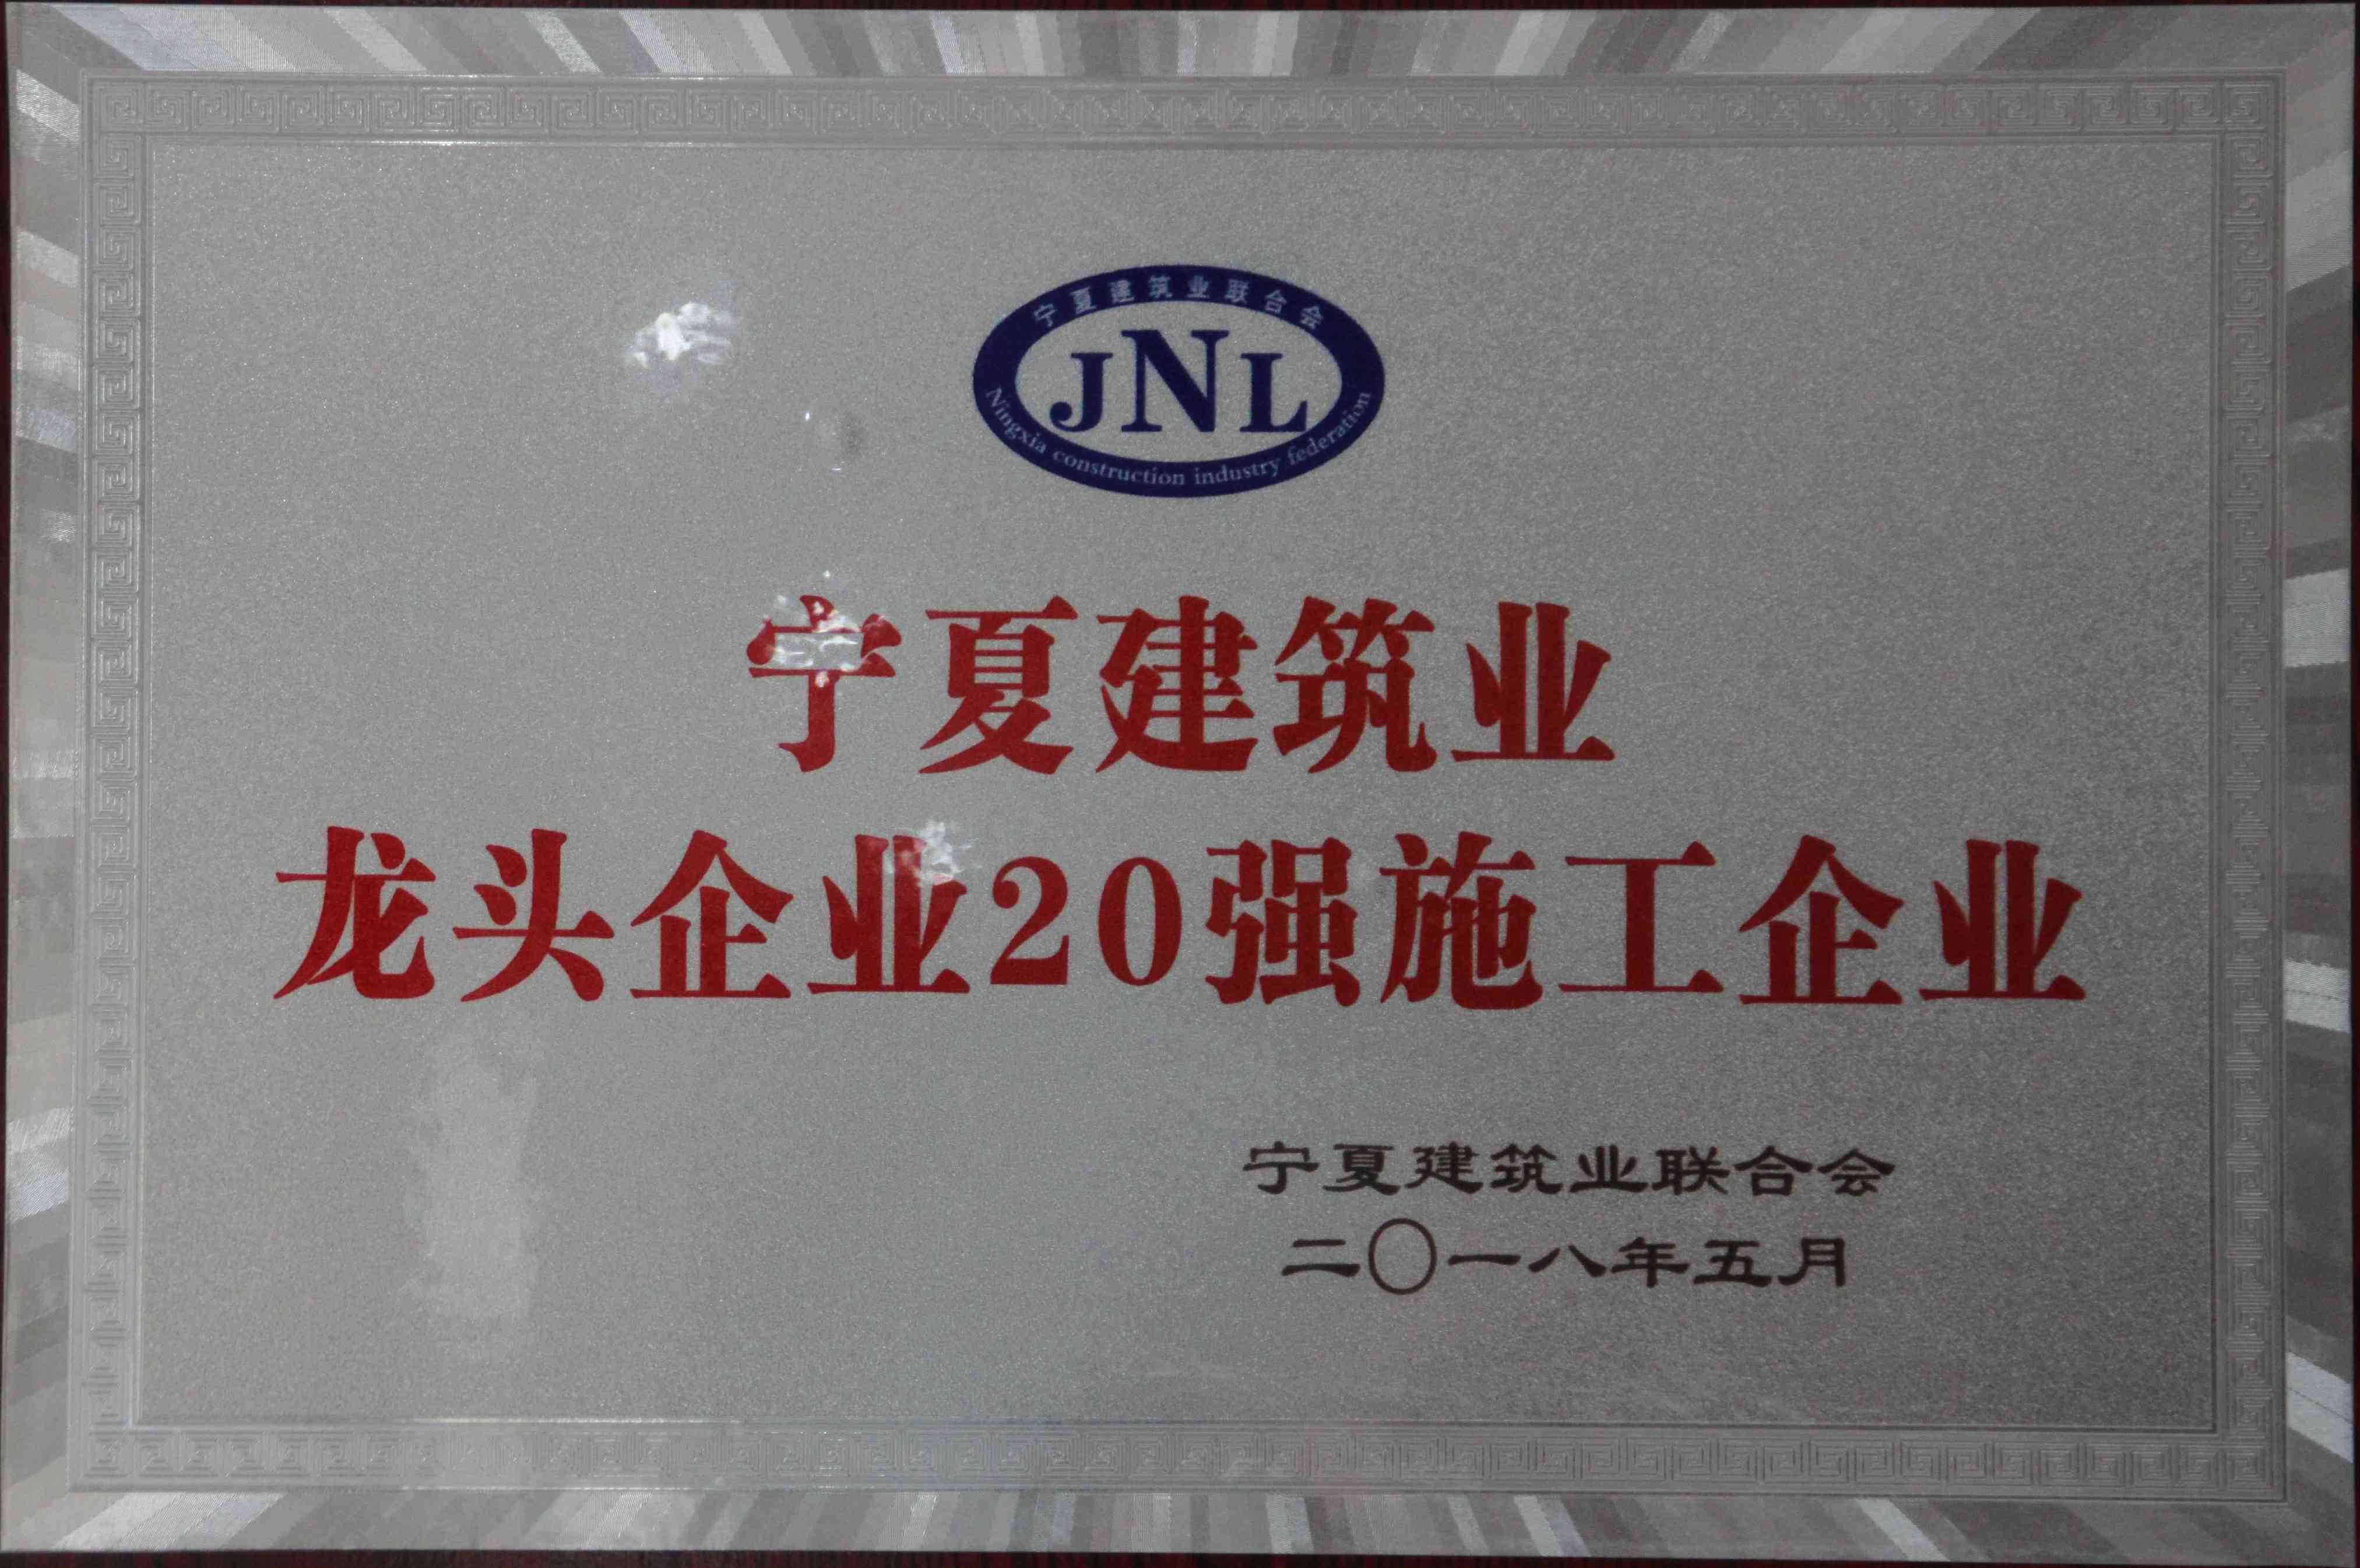 宁夏建筑业联合会
JNL
Ningxia construction industry federation
宁夏建筑业
龙头企业20强施工企业
宁夏建筑业联合会
二〇一八年五月